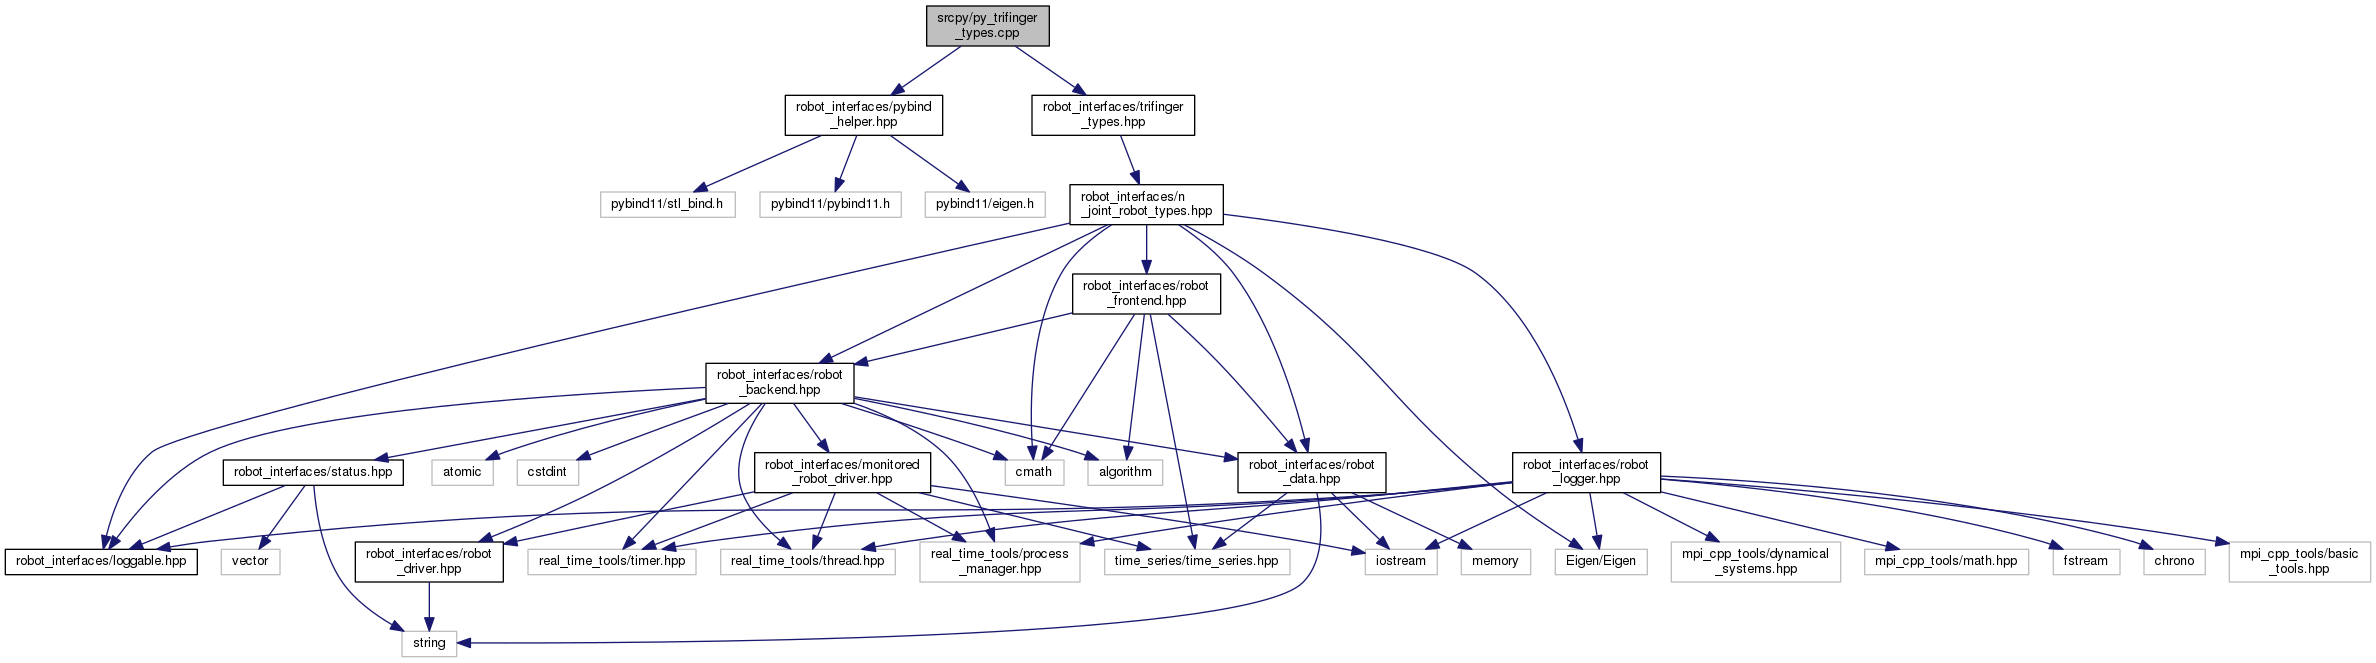 srcpy/py_trifinger
_types.cpp
robot_interfaces/pybind
_helper.hpp
robot_interfaces/trifinger
_types.hpp
pybind11/stl_bind.h
pybind11/pybind11.h
pybind11/eigen.h
robot_interfaces/n
_joint_robot_types.hpp
robot_interfaces/robot
_frontend.hpp
robot_interfaces/robot
_backend.hpp
robot_interfaces/status.hpp
atomic
cstdint
robot_interfaces/monitored
_robot_driver.hpp
cmath
algorithm
robot_interfaces/robot
_data.hpp
robot_interfaces/robot
_logger.hpp
robot_interfaces/loggable.hpp
vector
robot_interfaces/robot
_driver.hpp
real_time_tools/timer.hpp
real_time_tools/thread.hpp
real_time_tools/process
_manager.hpp
time_series/time_series.hpp
iostream
memory
Eigen/Eigen
mpi_cpp_tools/dynamical
_systems.hpp
mpi_cpp_tools/math.hpp
fstream
chrono
mpi_cpp_tools/basic
_tools.hpp
string